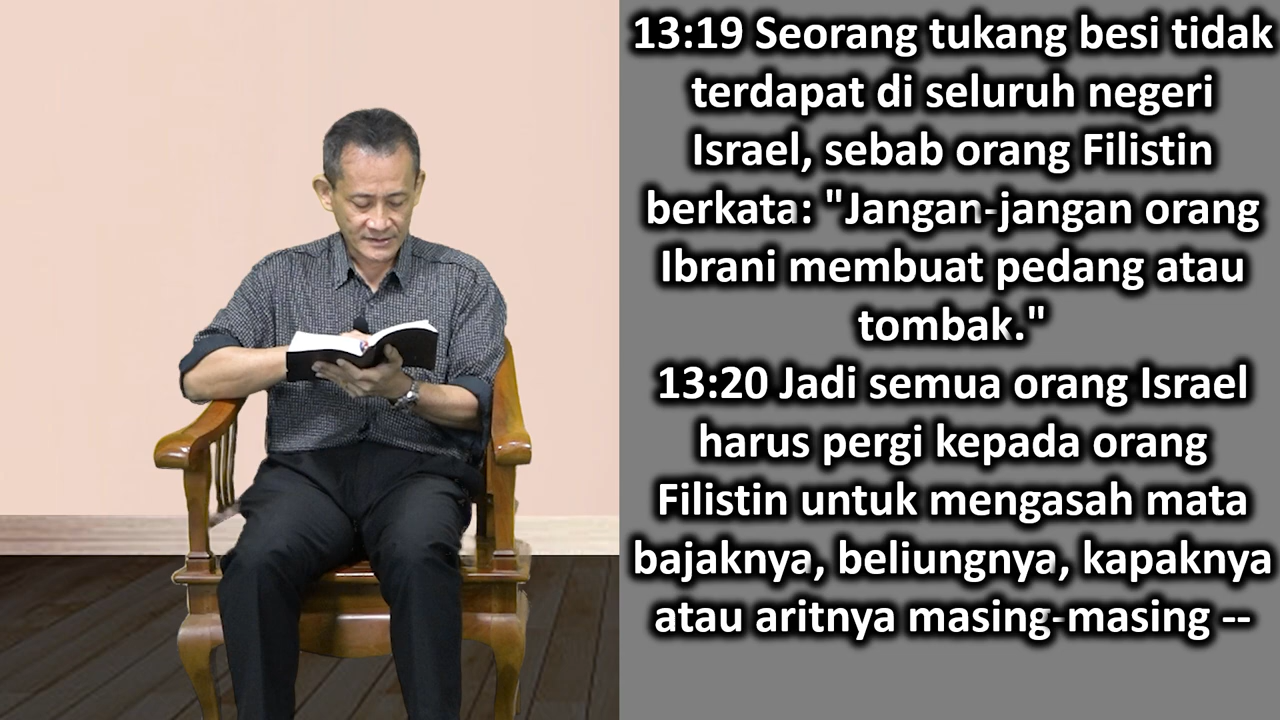 13:19 Seorang tukang besi tidak
terdapat di seluruh negeri
Israel, sebab orang Filistin
berkata: "Jangan-jangan orang
Ibrani membuat pedang atau
tombak."
13:20 Jadi semua orang Israel
harus pergi kepada orang
Filistin untuk mengasah mata
bajaknya, beliungnya, kapaknya
atau aritnya masing-masing --